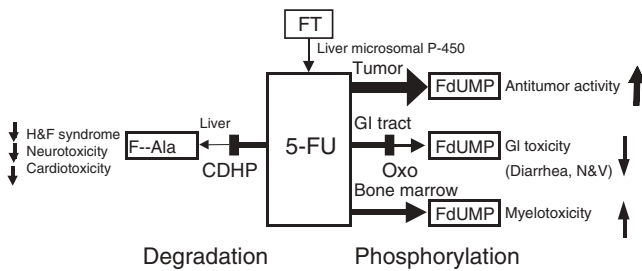 FT
Liver microsomal P-450
Tumor
FdUMP
Antitumor activity
H&F syndrome
Neurotoxicity
Cardiotoxicity
F--Ala
Liver
CDHP
5-FU
GI tract
Oxo
FdUMP
GI toxicity
(Diarrhea, N&V)
Bone marrow
FdUMP
Myelotoxicity
Degradation
Phosphorylation